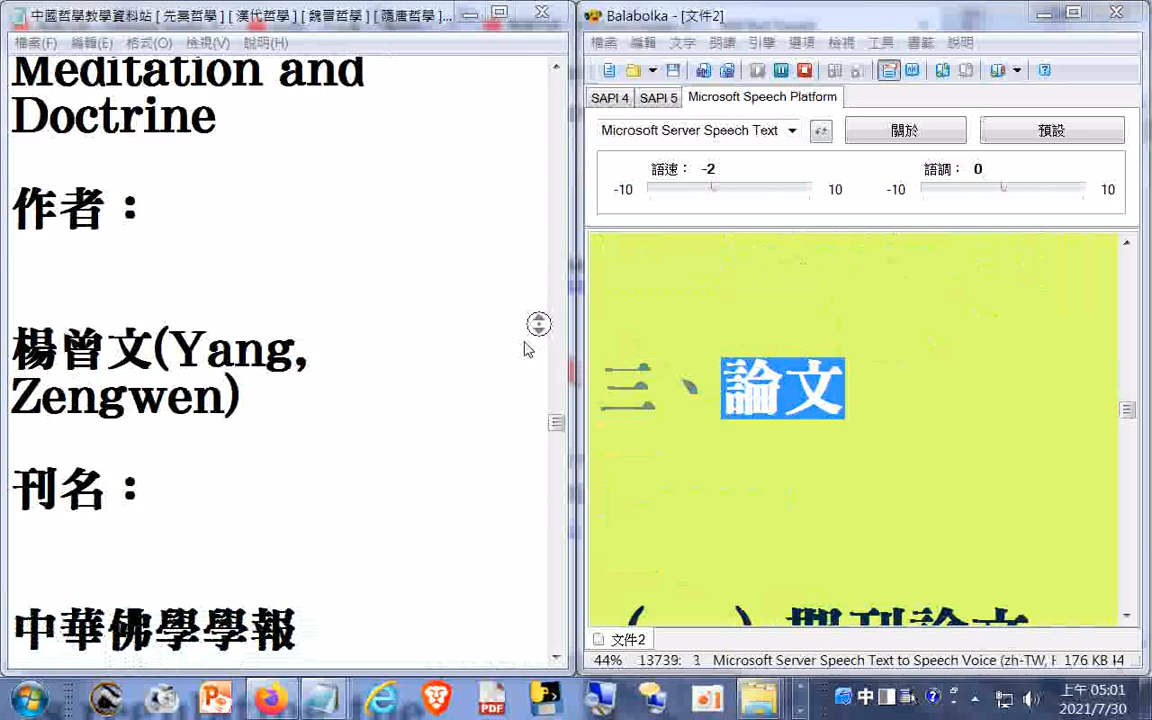 中國哲學教學資料站 [ 先秦哲學 ] [ 漢代哲學 ] [ 魏晉哲學 ] [ 隋唐哲學 ]...
檔案(F) 編輯(E) 格式(O) 檢視(V) 說明(H)
Meditation and
Doctrine
作者：
楊曾文(Yang,
Zengwen)
刊名：
中華佛學學報
Balabolka - [文件2]
檔案 編輯 文字 朗讀 引擎 選項 檢視 工具 書籤 說明
SAPI 4 SAPI 5 Microsoft Speech Platform
Microsoft Server Speech Text 關於 預設
語速： -2 語調： 0
-10 10 -10 10
三、論文
(一)期刊論文
文件2
44% 13739: 1 Microsoft Server Speech Text to Speech Voice (zh-TW, H 176 KB
PDF
中
上午 05:01
2021/7/30